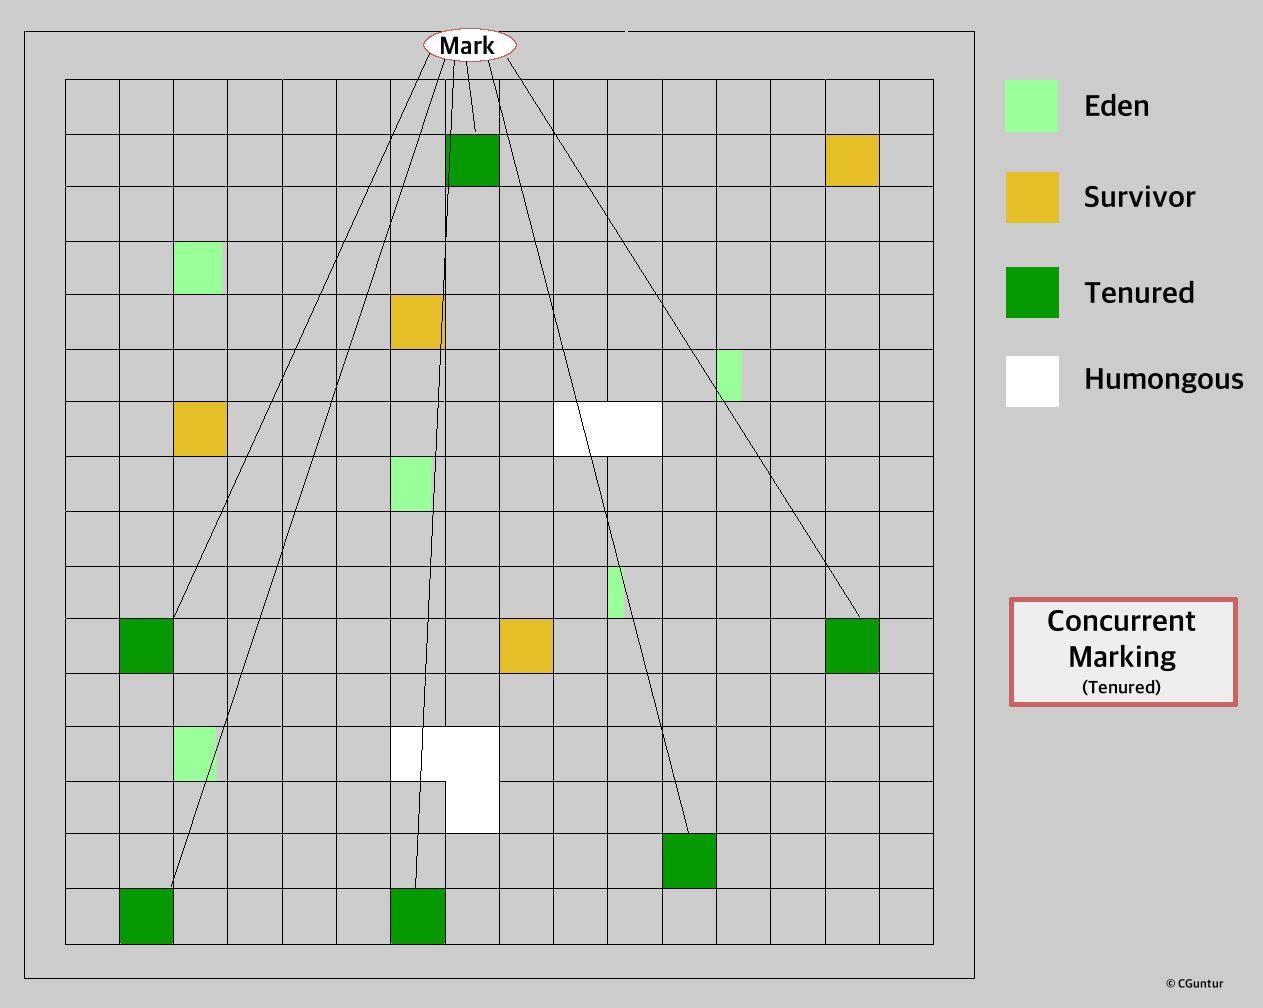 Mark
Eden
Survivor
Tenured
Humongous
Concurrent
Marking
(Tenured)
© CGuntur